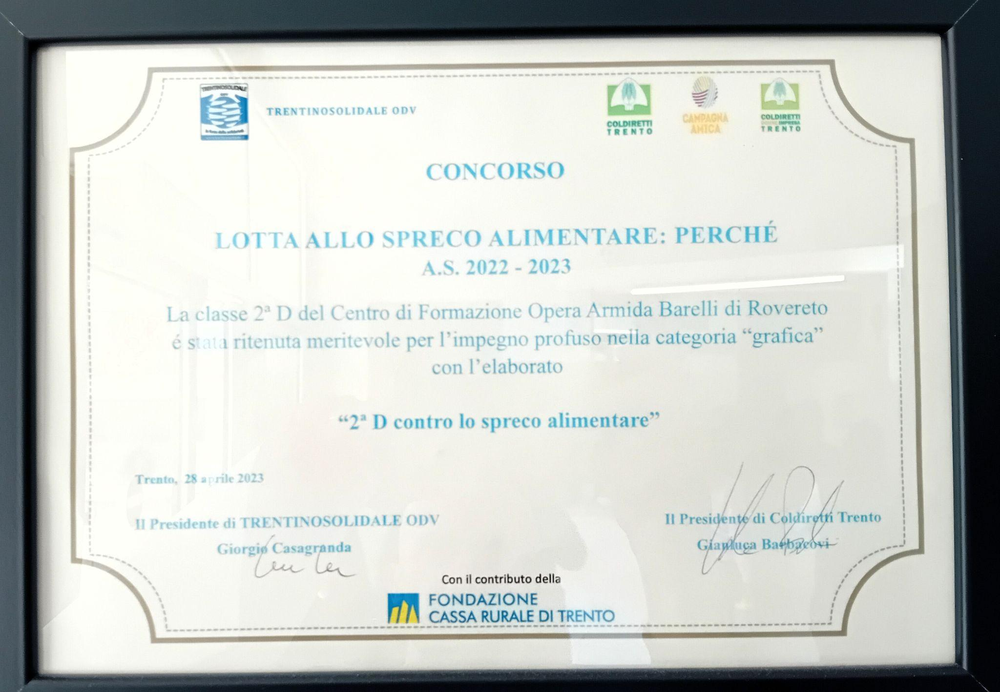 TRENTINOSOLIDALE
ODV
TRENTINOSOLIDALE ODV
COLDIRETTI
TRENTO
CAMPAGNA
AMICA
COLDIRETTI
DONNE IMPRESA
TRENTO
CONCORSO
LOTTA ALLO SPRECO ALIMENTARE: PERCHÉ
A.S. 2022 - 2023
La classe 2ª D del Centro di Formazione Opera Armida Barelli di Rovereto
é stata ritenuta meritevole per l’impegno profuso nella categoria “grafica”
con l’elaborato
“2ª D contro lo spreco alimentare”
Trento, 28 aprile 2023
Il Presidente di TRENTINOSOLIDALE ODV
Giorgio Casagranda
Il Presidente di Coldiretti Trento
Gianluca Barbacovi
Con il contributo della
FONDAZIONE
CASSA RURALE DI TRENTO